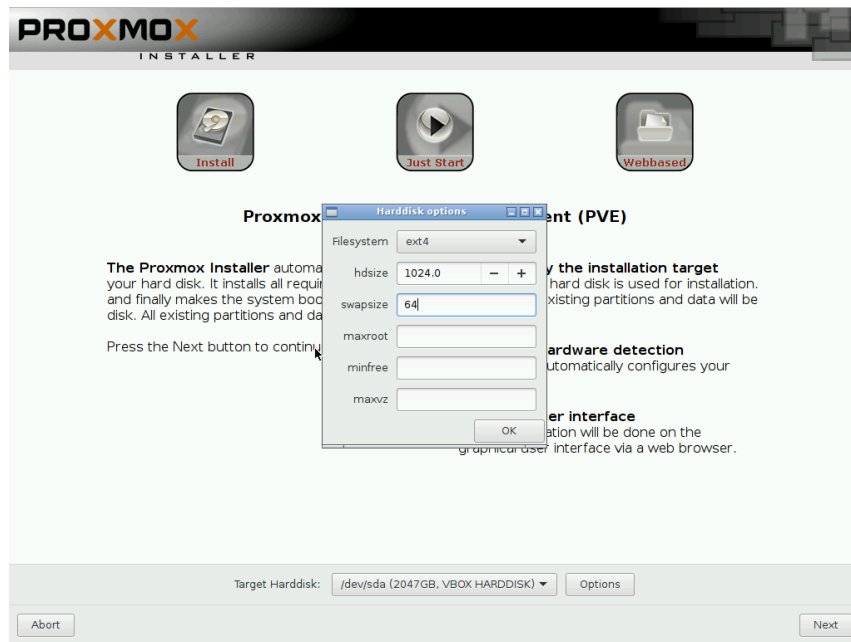 PROXMOX
INSTALLER
Install
Just Start
Webbased
Harddisk options
Proxmox
ent (PVE)
Filesystem ext4
hdsize 1024.0 − +
swapsize 64
maxroot
minfree
maxvz
OK
The Proxmox Installer automa
your hard disk. It installs all requir
and finally makes the system boo
disk. All existing partitions and da
Press the Next button to continu
y the installation target
hard disk is used for installation.
xisting partitions and data will be
ardware detection
utomatically configures your
er interface
ation will be done on the
graphical user interface via a web browser.
Target Harddisk: /dev/sda (2047GB, VBOX HARDDISK) Options
Abort Next